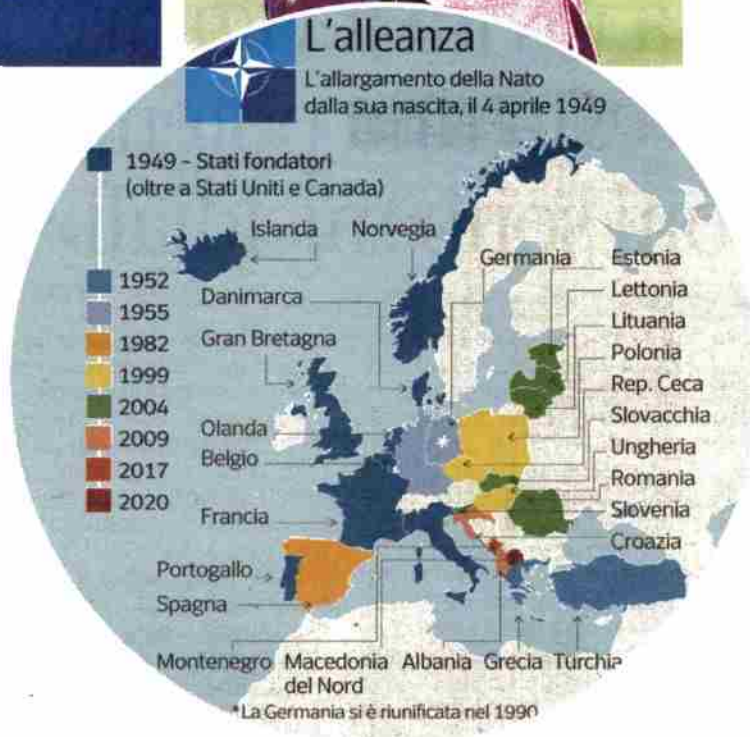 L'alleanza
L'allargamento della Nato
dalla sua nascita, il 4 aprile 1949
1949 - Stati fondatori
(oltre a Stati Uniti e Canada)
1952
1955
1982
1999
2004
2009
2017
2020
Islanda
Norvegia
Danimarca
Gran Bretagna
Olanda
Belgio
Francia
Portogallo
Spagna
Germania
Estonia
Lettonia
Lituania
Polonia
Rep. Ceca
Slovacchia
Ungheria
Romania
Slovenia
Croazia
Montenegro
Macedonia
del Nord
Albania
Grecia
Turchia
*La Germania si è riunificata nel 1990